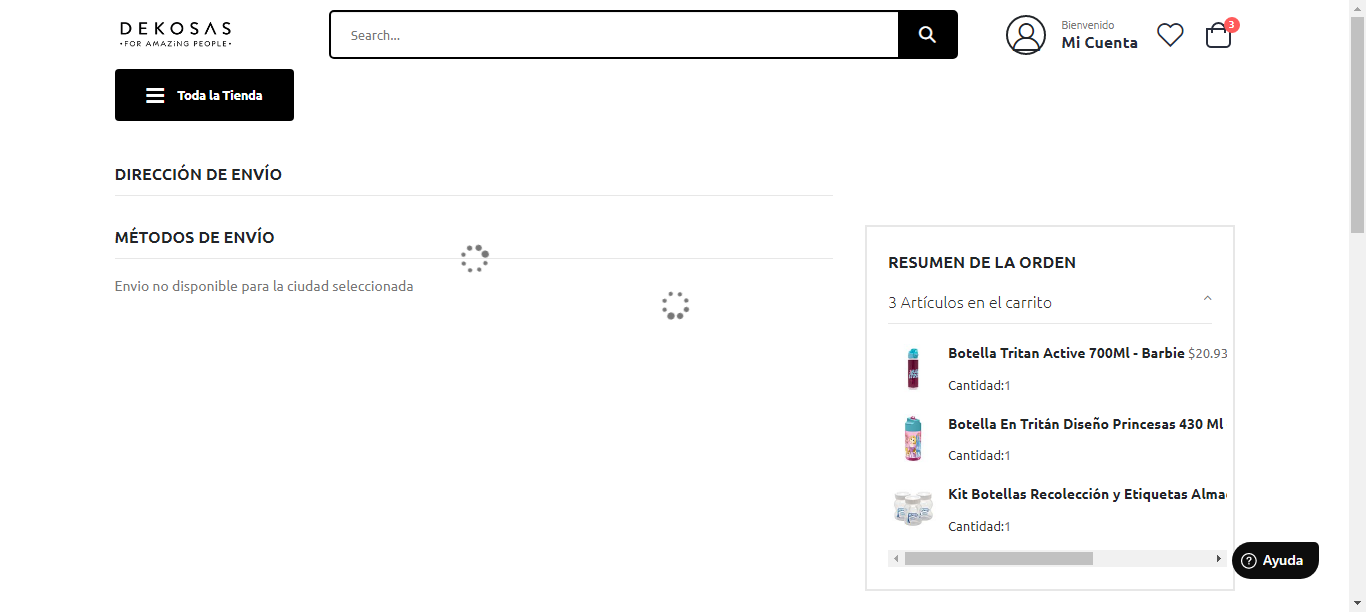 DEKOSAS
•FOR AMAZING PEOPLE•
Search...
Bienvenido
Mi Cuenta
3
Toda la Tienda
DIRECCIÓN DE ENVÍO
MÉTODOS DE ENVÍO
Envio no disponible para la ciudad seleccionada
RESUMEN DE LA ORDEN
3 Artículos en el carrito
Botella Tritan Active 700Ml - Barbie $20.93
Cantidad:1
Botella En Tritán Diseño Princesas 430 Ml
Cantidad:1
Kit Botellas Recolección y Etiquetas Alma
Cantidad:1
Ayuda